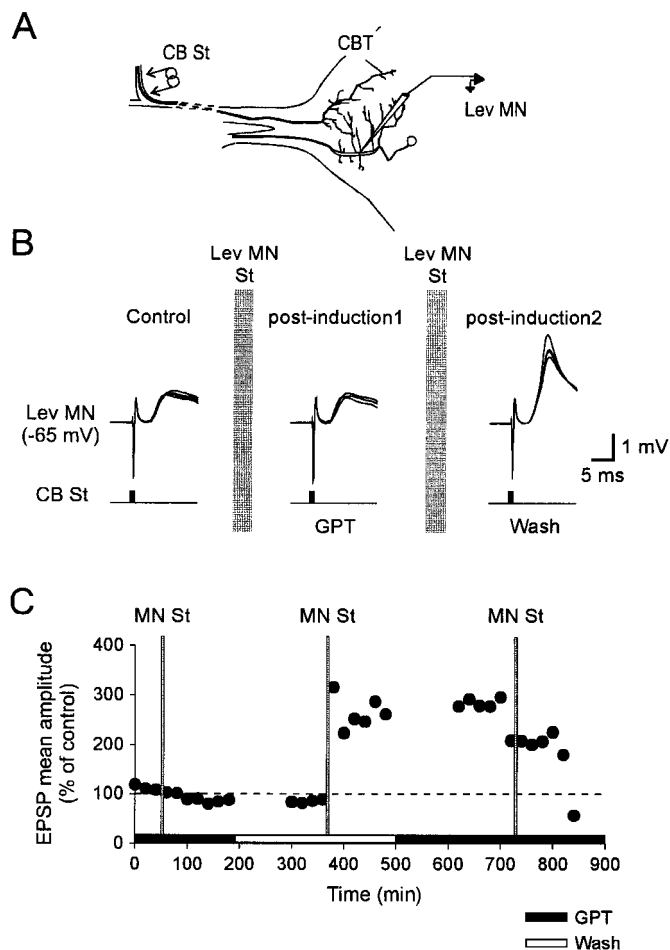 A
CB St
CBT
Lev MN
B
Lev MN
St
Lev MN
St
Control
post-induction1
post-induction2
Lev MN
(-65 mV)
1 mV
5 ms
CB St
GPT
Wash
C
MN St
MN St
MN St
EPSP mean amplitude
(% of control)
400
300
200
100
0
0
100
200
300
400
500
600
700
800
900
Time (min)
GPT
Wash